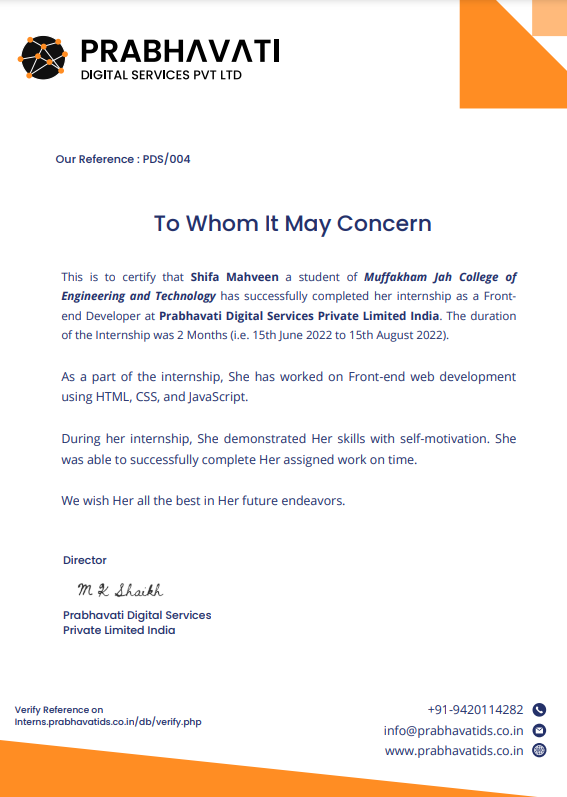 PRABHAVATI
DIGITAL SERVICES PVT LTD
Our Reference : PDS/004
To Whom It May Concern
This is to certify that Shifa Mahveen a student of Muffakham Jah College of
Engineering and Technology has successfully completed her internship as a Front-
end Developer at Prabhavati Digital Services Private Limited India. The duration
of the Internship was 2 Months (i.e. 15th June 2022 to 15th August 2022).
As a part of the internship, She has worked on Front-end web development
using HTML, CSS, and JavaScript.
During her internship, She demonstrated Her skills with self-motivation. She
was able to successfully complete Her assigned work on time.
We wish Her all the best in Her future endeavors.
Director
M K Shaikh
Prabhavati Digital Services
Private Limited India
Verify Reference on
Interns.prabhavatids.co.in/db/verify.php
+91-9420114282
info@prabhavatids.co.in
www.prabhavatids.co.in